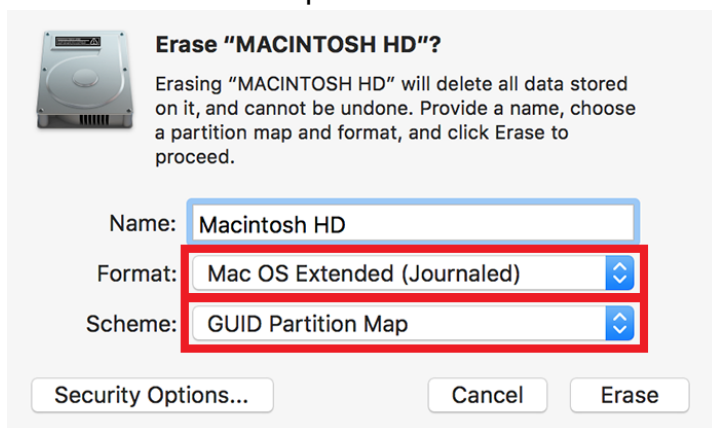 Erase “MACINTOSH HD”?
Erasing “MACINTOSH HD” will delete all data stored
on it, and cannot be undone. Provide a name, choose
a partition map and format, and click Erase to
proceed.
Name: Macintosh HD
Format: Mac OS Extended (Journaled)
Scheme: GUID Partition Map
Security Options... Cancel Erase